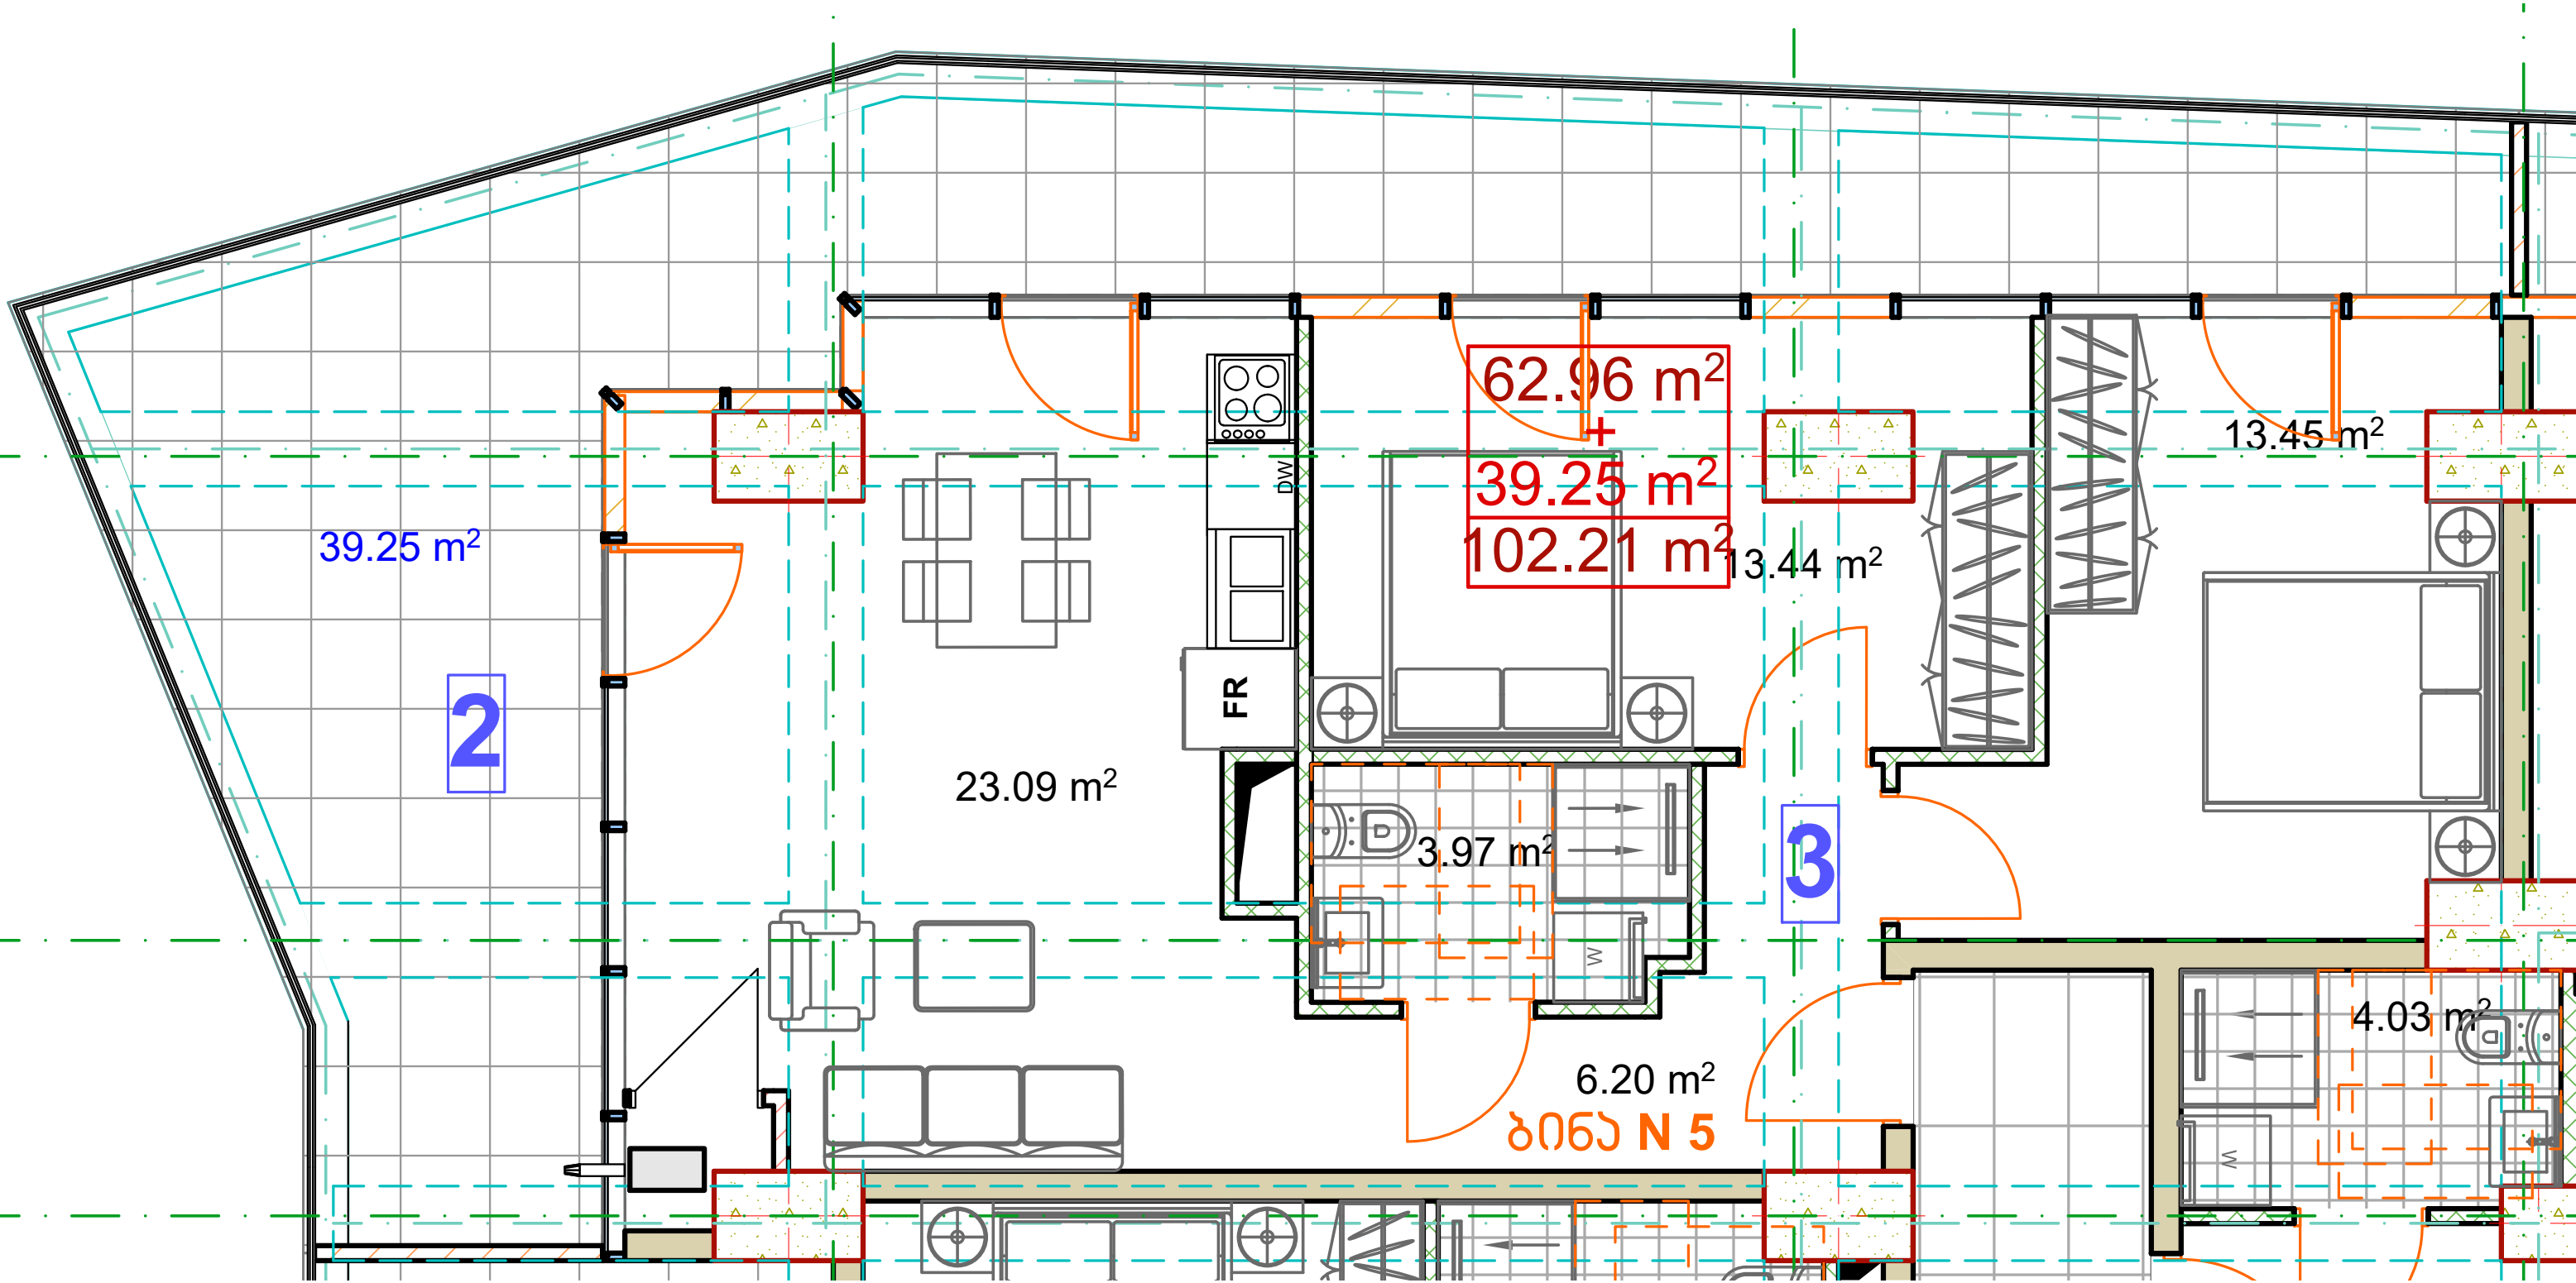 62.96 m²
+
39.25 m²
102.21 m²
13.45 m²
DW
39.25 m²
13.44 m²
FR
2
23.09 m²
3.97 m²
3
W
4.03 m²
6.20 m²
ბინა N 5
W